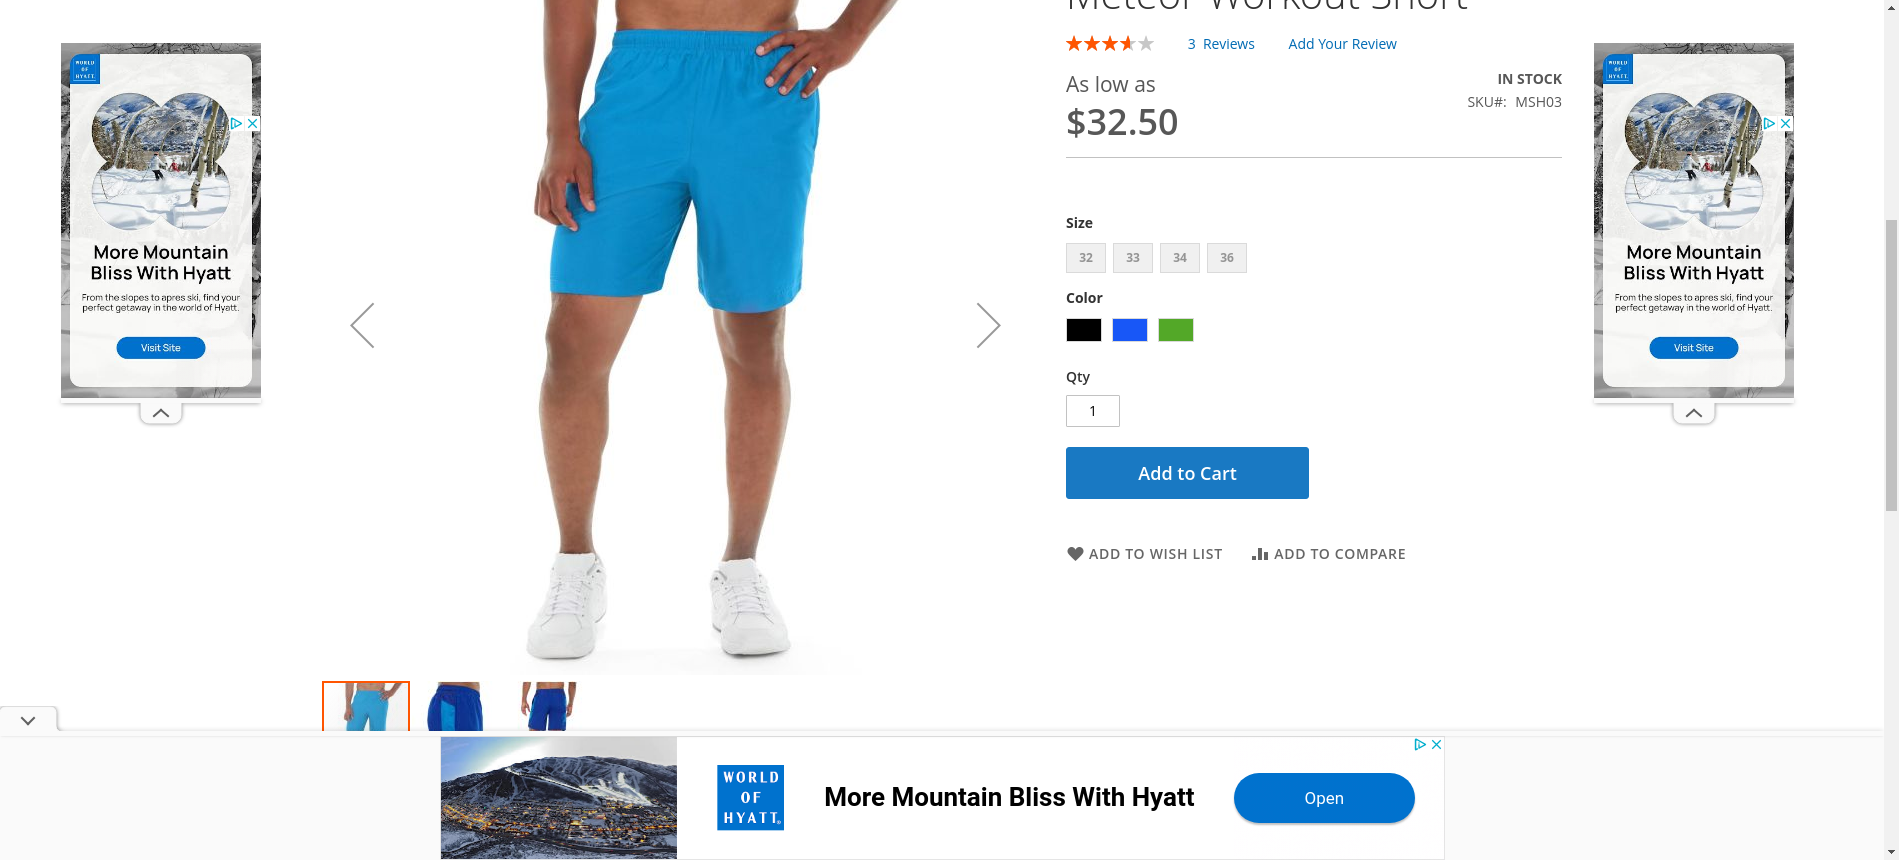 Meteor Workout Short
3 Reviews
Add Your Review
As low as
$32.50
IN STOCK
SKU#: MSH03
Size
32
33
34
36
Color
Qty
1
Add to Cart
ADD TO WISH LIST
ADD TO COMPARE
WORLD
OF
HYATT
More Mountain
Bliss With Hyatt
From the slopes to apres ski, find your
perfect getaway in the world of Hyatt.
Visit Site
WORLD
OF
HYATT
More Mountain
Bliss With Hyatt
From the slopes to apres ski, find your
perfect getaway in the world of Hyatt.
Visit Site
WORLD
OF
HYATT®
More Mountain Bliss With Hyatt
Open